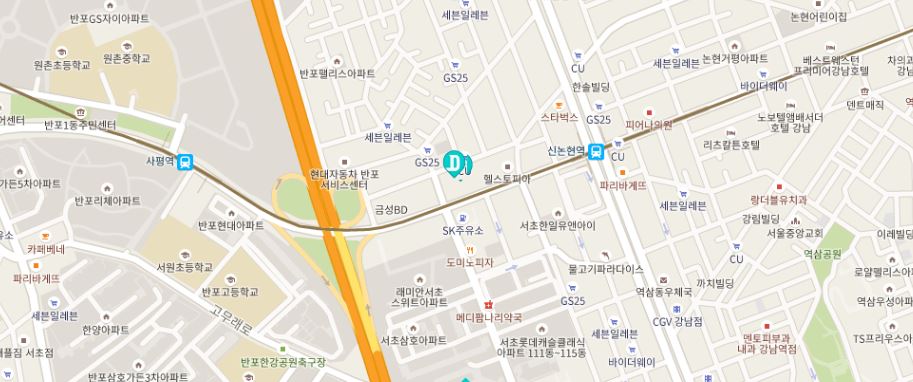 반포GS자이아파트
세븐일레븐
논현어린이집
원촌중학교
원촌초등학교
반포팰리스아파트
GS25
CU
세븐일레븐
논현거평아파트
베스트웨스턴
프리미어강남호텔
차의과
강남
한솔빌딩
바이더웨이
스타벅스
GS25
피어나의원
덴트매직
노보텔앰배서더
호텔 강남
반포1동주민센터
세븐일레븐
신논현역
CU
리츠칼튼호텔
사평역
GS25
D
현대자동차 반포
서비스센터
헬스토피아
파리바게뜨
가든5차아파트
반포리체아파트
랑더블유치과
금성BD
세븐일레븐
강림빌딩
반포현대아파트
SK주유소
서초한일유앤아이
서울중앙교회
이레빌딩
카페베네
서원초등학교
도미노피자
물고기파라다이스
CU
역삼공원
로얄팰리스아
파리바게뜨
반포고등학교
래미안서초
스위트아파트
GS25
역삼동우체국
까치빌딩
역삼우성아파
세븐일레븐
고무래로
메디팜나리약국
CGV 강남점
한양아파트
서초삼호아파트
서초롯데캐슬클래식
아파트 111동~115동
세븐일레븐
멘토피부과
내과 강남역점
TS프리우스아
서초점
반포한강공원축구장
바이더웨이
반포삼호가든3차아파트